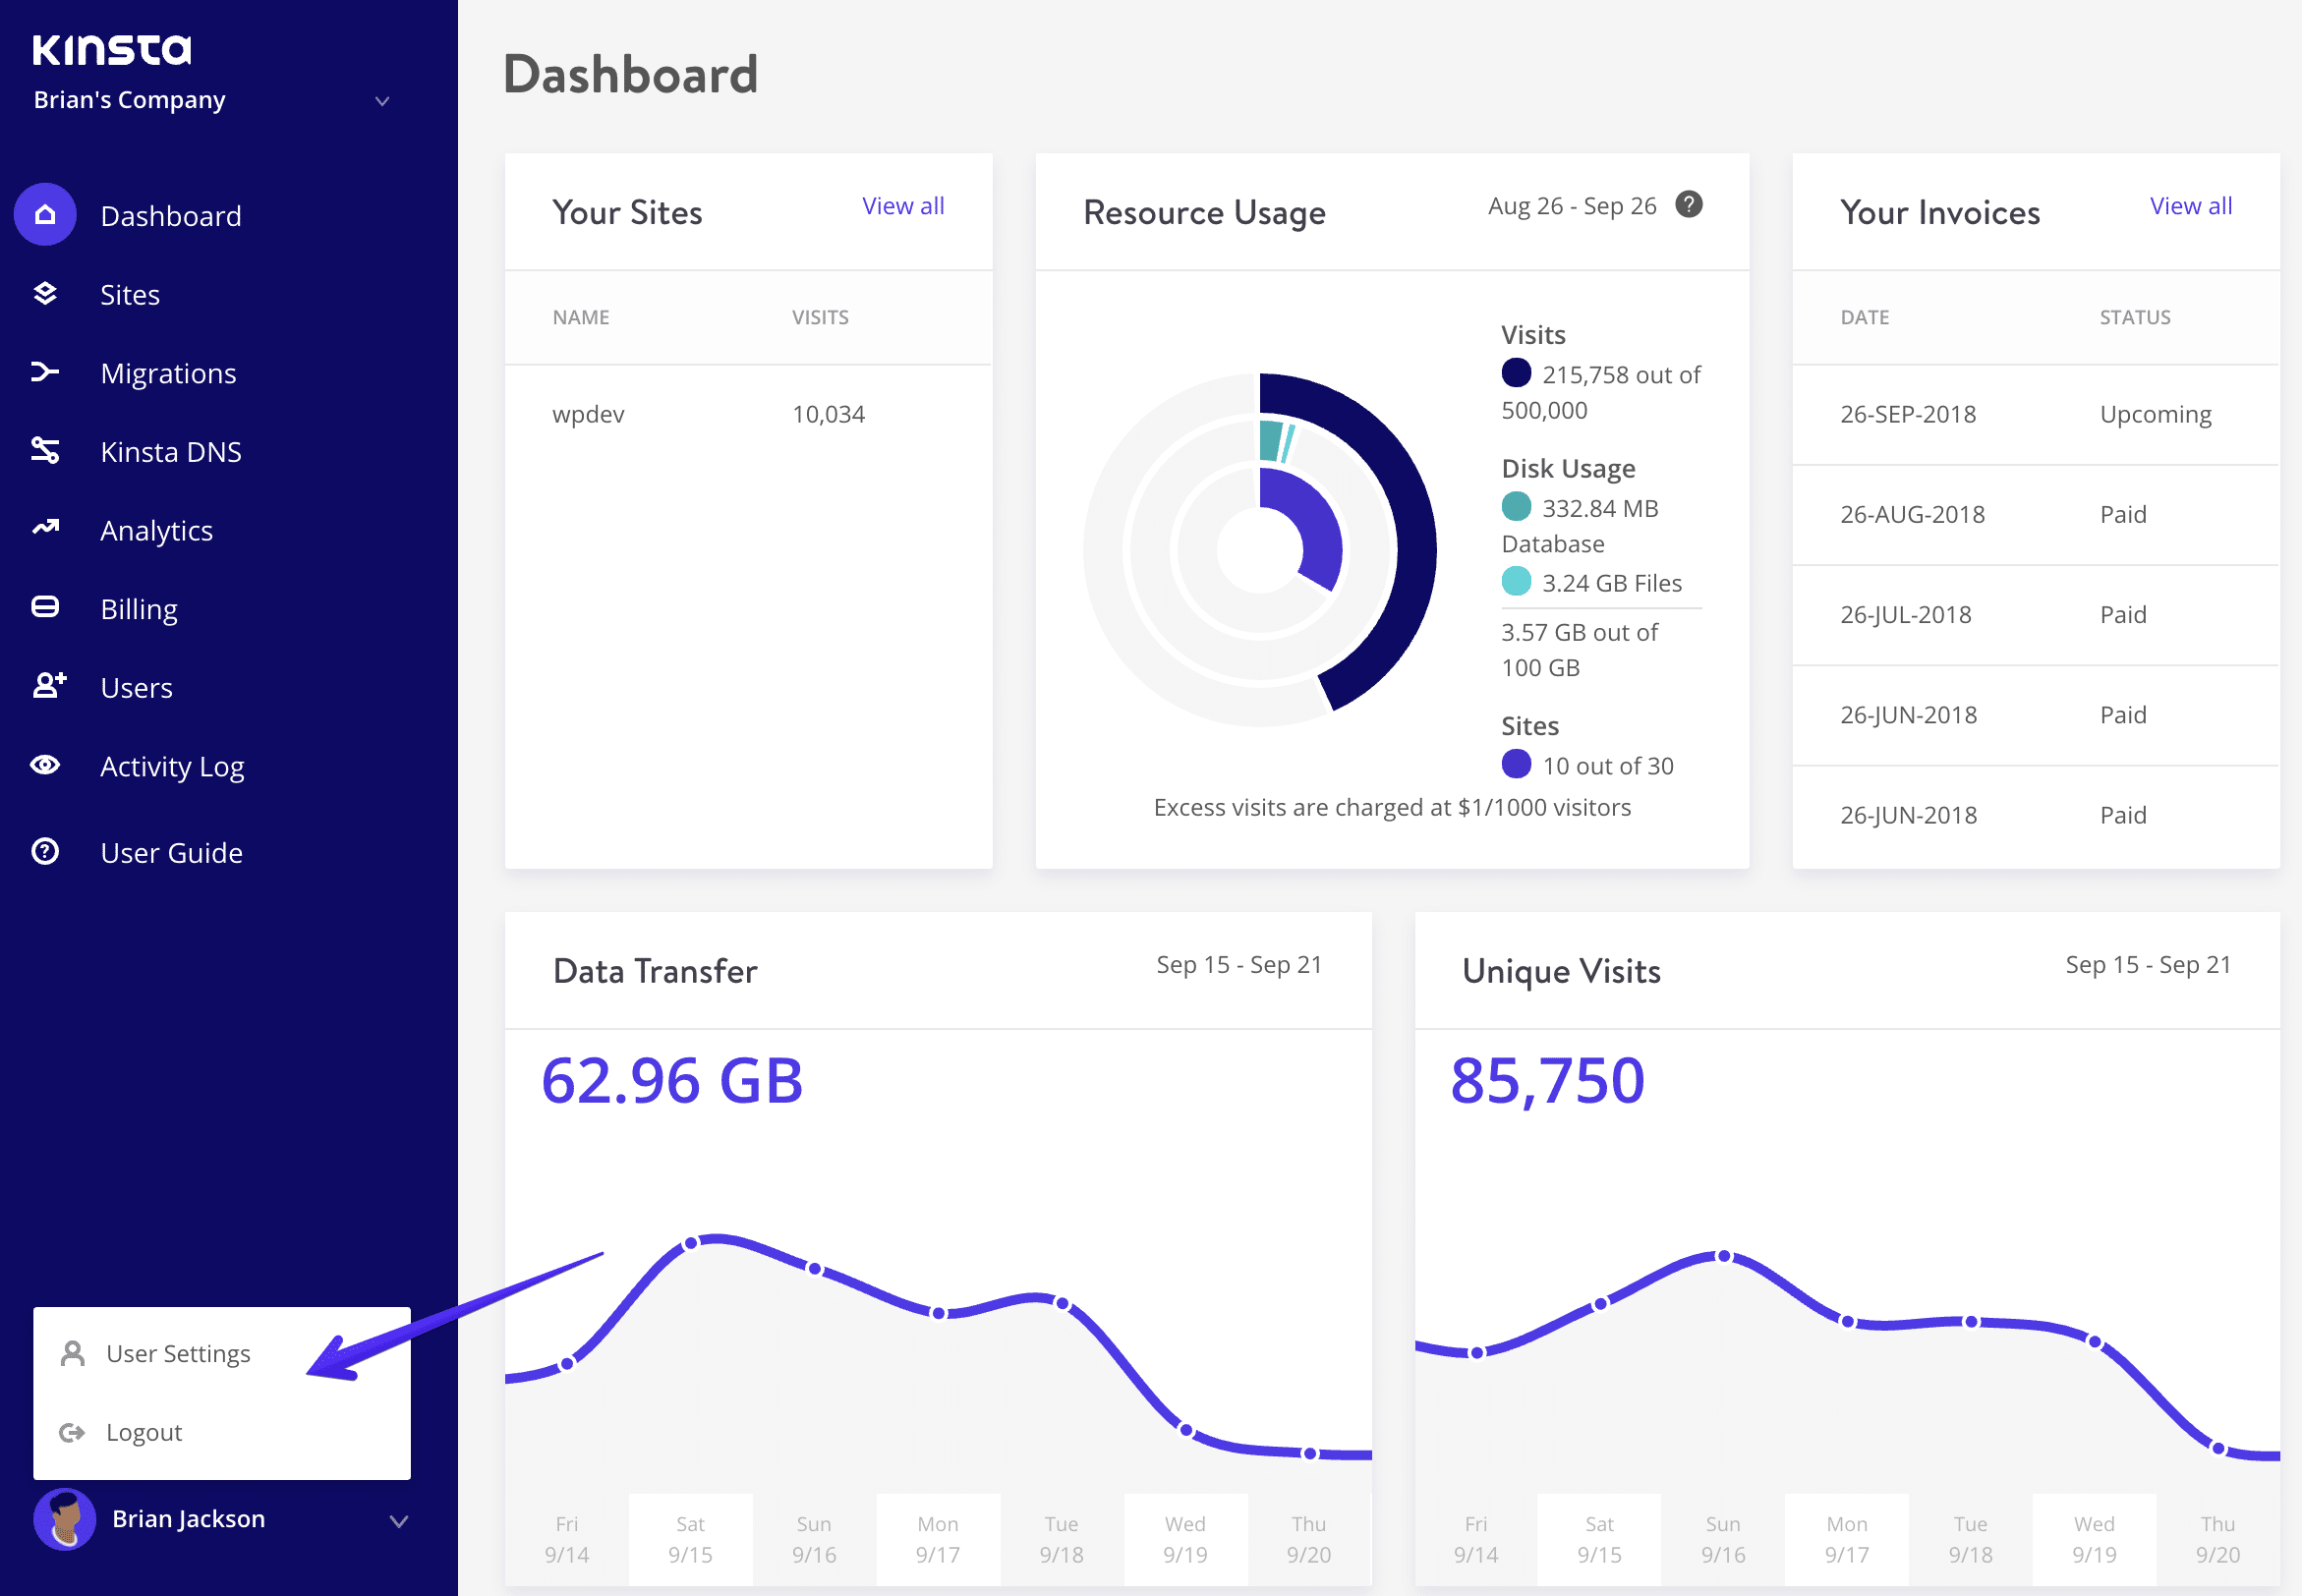 Kinsta
Brian's Company
Dashboard
Sites
Migrations
Kinsta DNS
Analytics
Billing
Users
Activity Log
User Guide
User Settings
Logout
Brian Jackson
Dashboard
Your Sites
View all
NAME VISITS
wpdev 10,034
Resource Usage
Aug 26 - Sep 26 ?
Visits
215,758 out of
500,000
Disk Usage
332.84 MB
Database
3.24 GB Files
3.57 GB out of
100 GB
Sites
10 out of 30
Excess visits are charged at $1/1000 visitors
Your Invoices
View all
DATE STATUS
26-SEP-2018 Upcoming
26-AUG-2018 Paid
26-JUL-2018 Paid
26-JUN-2018 Paid
26-JUN-2018 Paid
Data Transfer
Sep 15 - Sep 21
62.96 GB
Fri Sat Sun Mon Tue Wed Thu
9/14 9/15 9/16 9/17 9/18 9/19 9/20
Unique Visits
Sep 15 - Sep 21
85,750
Fri Sat Sun Mon Tue Wed Thu
9/14 9/15 9/16 9/17 9/18 9/19 9/20